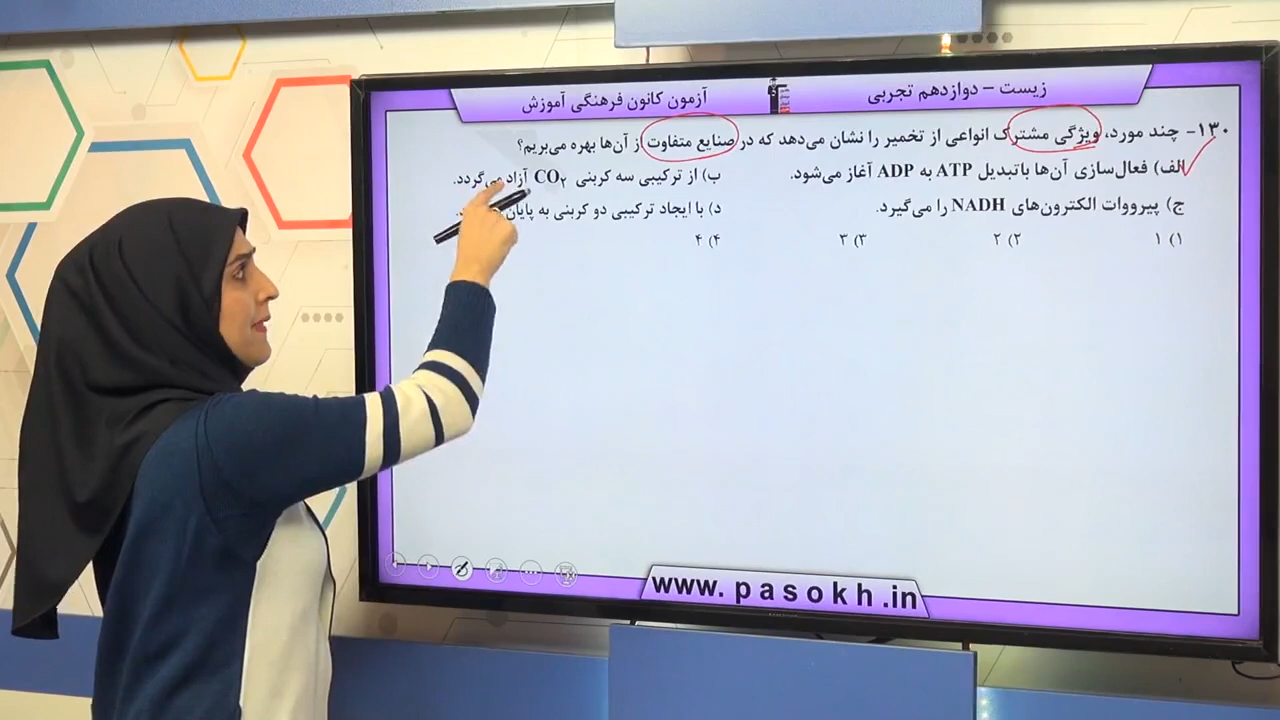 زیست – دوازدهم تجربی
آزمون کانون فرهنگی آموزش
۱۳۰- چند مورد، ویژگی مشترک انواعی از تخمیر را نشان می‌دهد که در صنایع متفاوت از آن‌ها بهره می‌بریم؟
الف) فعال‌سازی آن‌ها باتبدیل ATP به ADP آغاز می‌شود.
ب) از ترکیبی سه کربنی CO₂ آزاد می‌گردد.
ج) پیرووات الکترون‌های NADH را می‌گیرد.
د) با ایجاد ترکیبی دو کربنی به پایان
۱) ۱
۲) ۲
۳) ۳
۴) ۴
www.pasokh.in